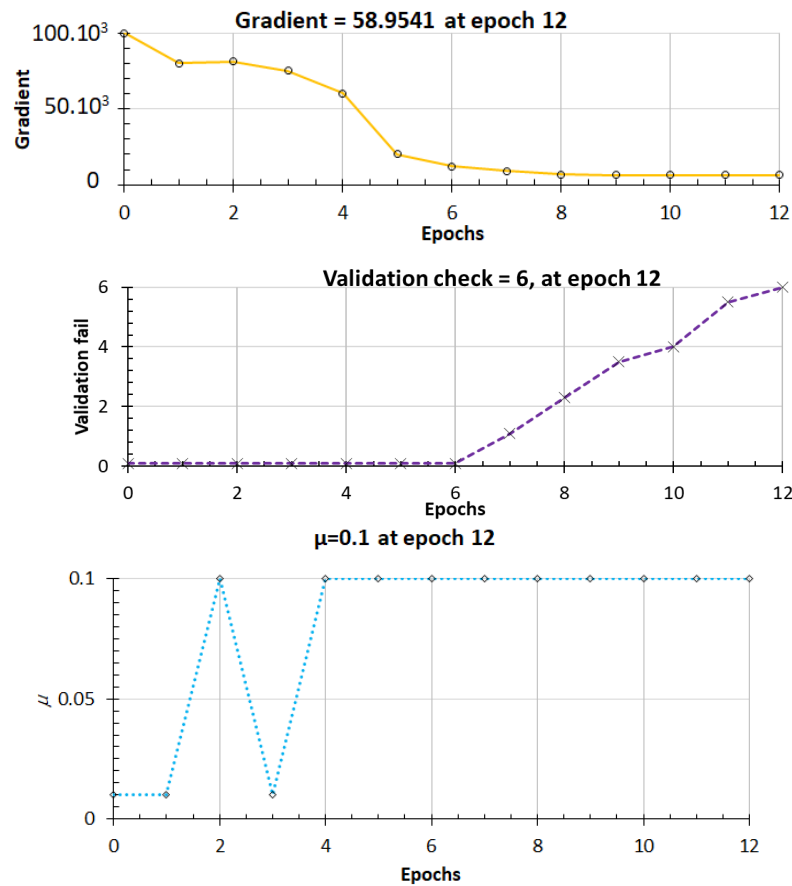 Gradient = 58.9541 at epoch 12
100.10³
50.10³
0
Gradient
0 2 4 6 8 10 12
Epochs
Validation check = 6, at epoch 12
6
4
2
0
Validation fail
0 2 4 6 8 10 12
Epochs
μ=0.1 at epoch 12
0.1
0.05
0
μ
0 2 4 6 8 10 12
Epochs